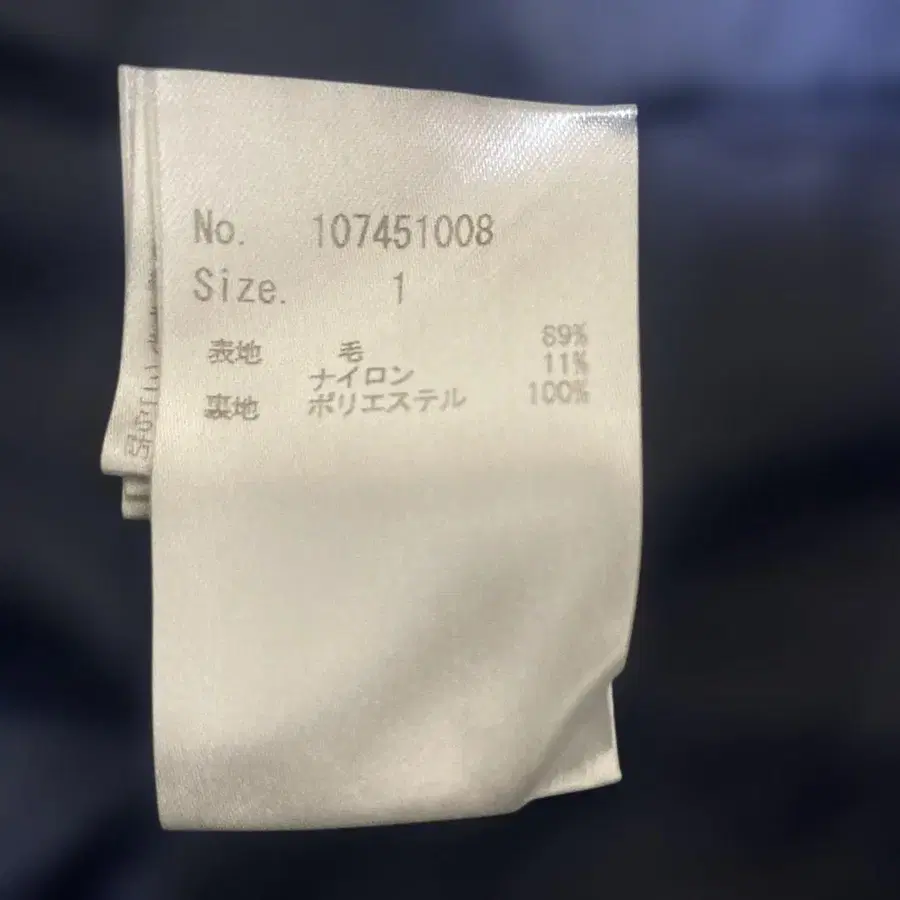 No. 107451008
Size. 1
表地 毛 89%
ナイロン 11%
裏地 ポリエステル 100%